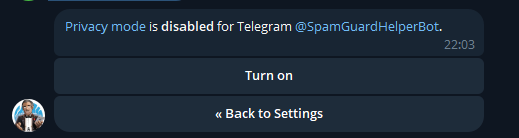 Privacy mode is disabled for Telegram @SpamGuardHelperBot.
22:03
Turn on
« Back to Settings